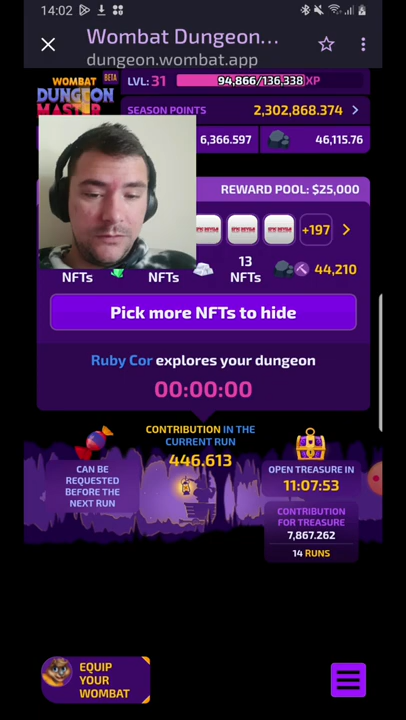 14:02
Wombat Dungeon...
dungeon.wombat.app
WOMBAT
DUNGEON
MASTER
BETA
LVL: 31
94,866/136,338 XP
SEASON POINTS
2,302,868.374
6,366.597
46,115.76
REWARD POOL: $25,000
+197
NFTs
NFTs
13
NFTs
44,210
Pick more NFTs to hide
Ruby Cor explores your dungeon
00:00:00
CONTRIBUTION IN THE
CURRENT RUN
446.613
CAN BE
REQUESTED
BEFORE THE
NEXT RUN
OPEN TREASURE IN
11:07:53
CONTRIBUTION
FOR TREASURE
7,867.262
14 RUNS
EQUIP
YOUR
WOMBAT